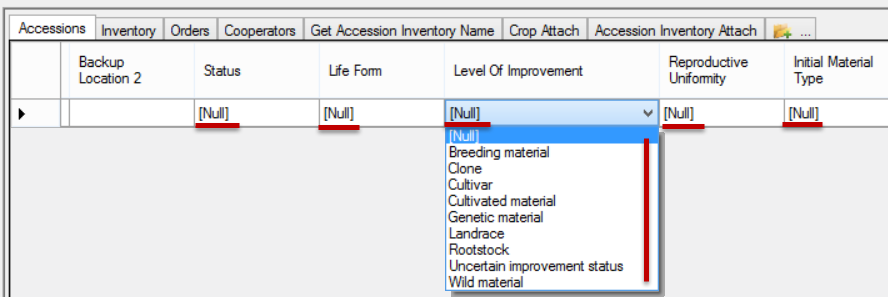 Accessions Inventory Orders Cooperators Get Accession Inventory Name Crop Attach Accession Inventory Attach ...
Backup Location 2 Status Life Form Level Of Improvement Reproductive Uniformity Initial Material Type
[Null] [Null] [Null] [Null] [Null]
[Null]
Breeding material
Clone
Cultivar
Cultivated material
Genetic material
Landrace
Rootstock
Uncertain improvement status
Wild material